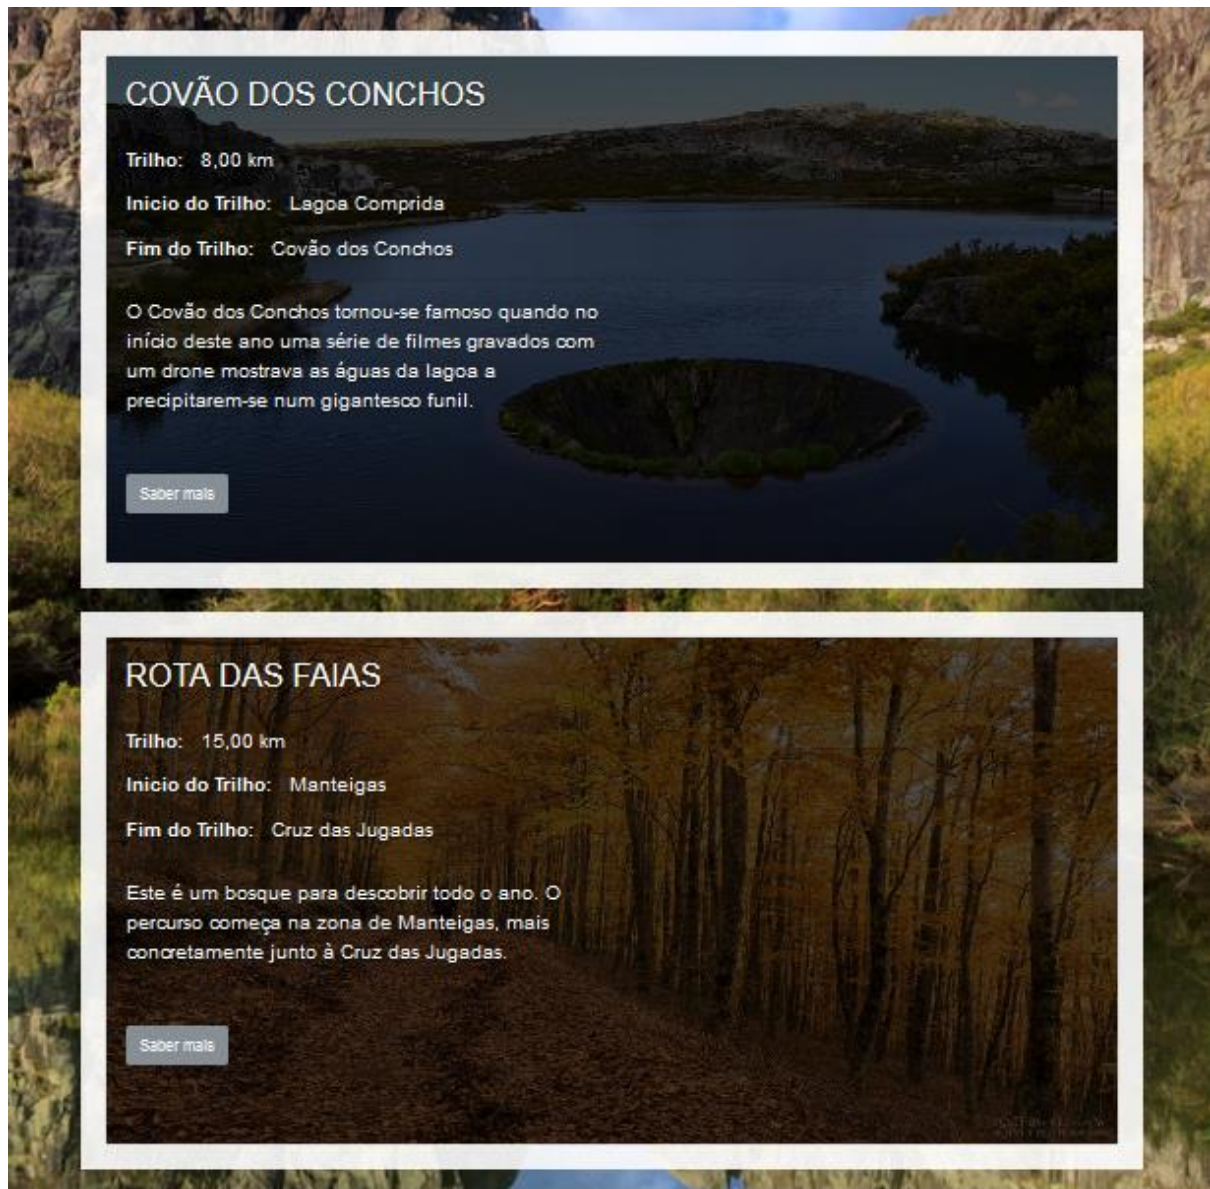 COVÃO DOS CONCHOS
Trilho: 8,00 km
Inicio do Trilho: Lagoa Comprida
Fim do Trilho: Covão dos Conchos
O Covão dos Conchos tornou-se famoso quando no
início deste ano uma série de filmes gravados com
um drone mostrava as águas da lagoa a
precipitarem-se num gigantesco funil.
Saber mais
ROTA DAS FAIAS
Trilho: 15,00 km
Inicio do Trilho: Manteigas
Fim do Trilho: Cruz das Jugadas
Este é um bosque para descobrir todo o ano. O
percurso começa na zona de Manteigas, mais
concretamente junto à Cruz das Jugadas.
Saber mais